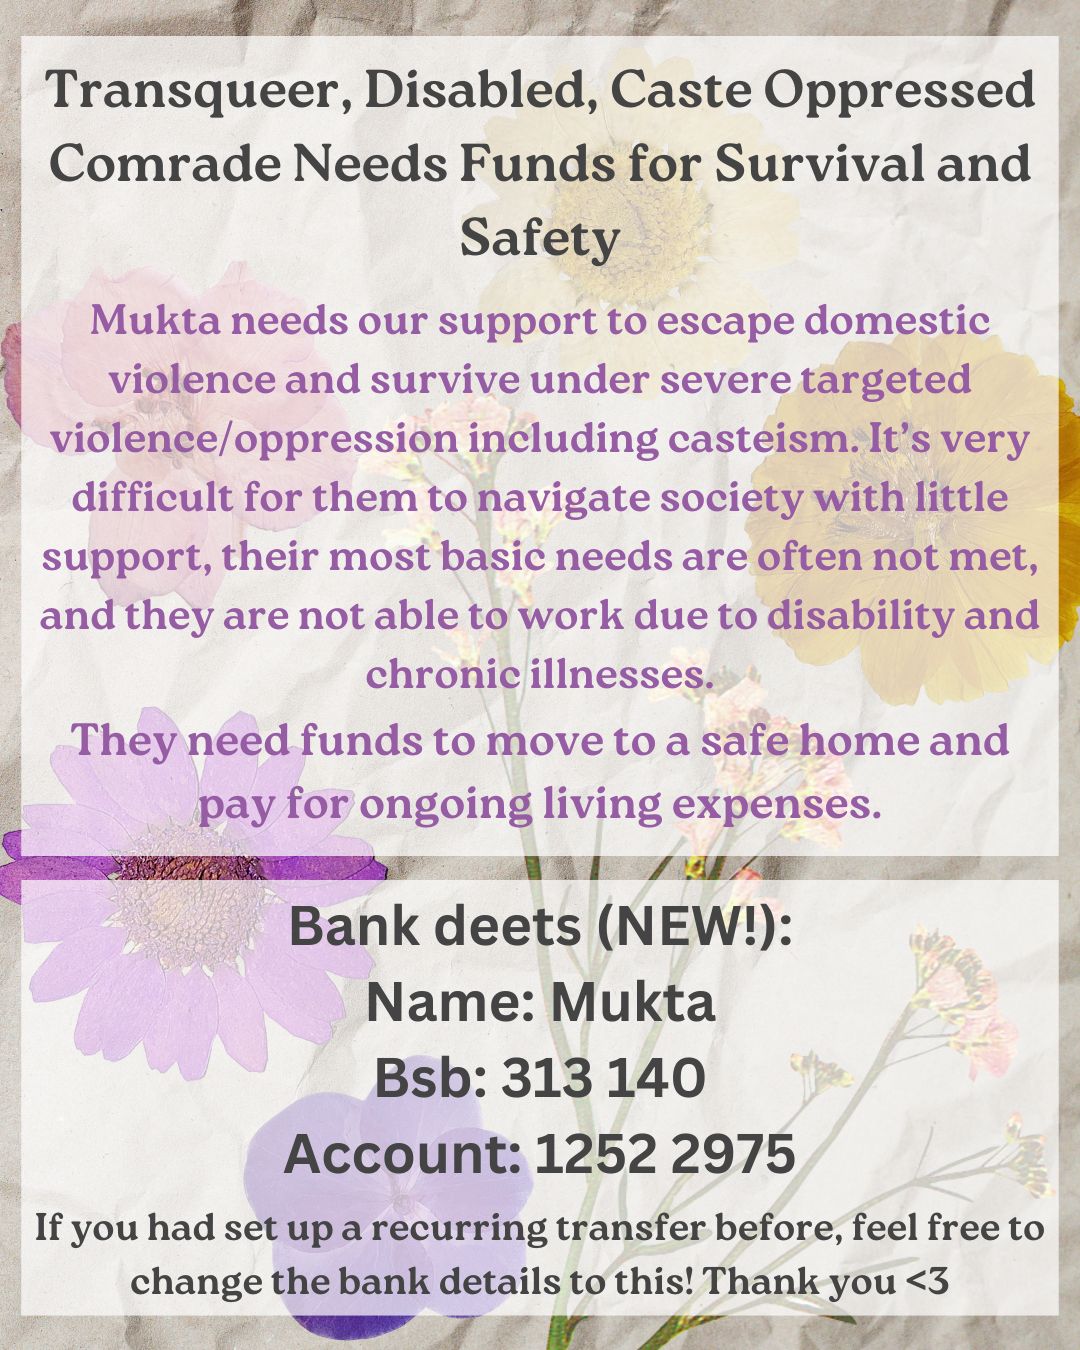 Transqueer, Disabled, Caste Oppressed
Comrade Needs Funds for Survival and
Safety
Mukta needs our support to escape domestic
violence and survive under severe targeted
violence/oppression including casteism. It's very
difficult for them to navigate society with little
support, their most basic needs are often not met,
and they are not able to work due to disability and
chronic illnesses.
They need funds to move to a safe home and
pay for ongoing living expenses.
Bank deets (NEW!):
Name: Mukta
Bsb: 313 140
Account: 1252 2975
If you had set up a recurring transfer before, feel free to
change the bank details to this! Thank you <3